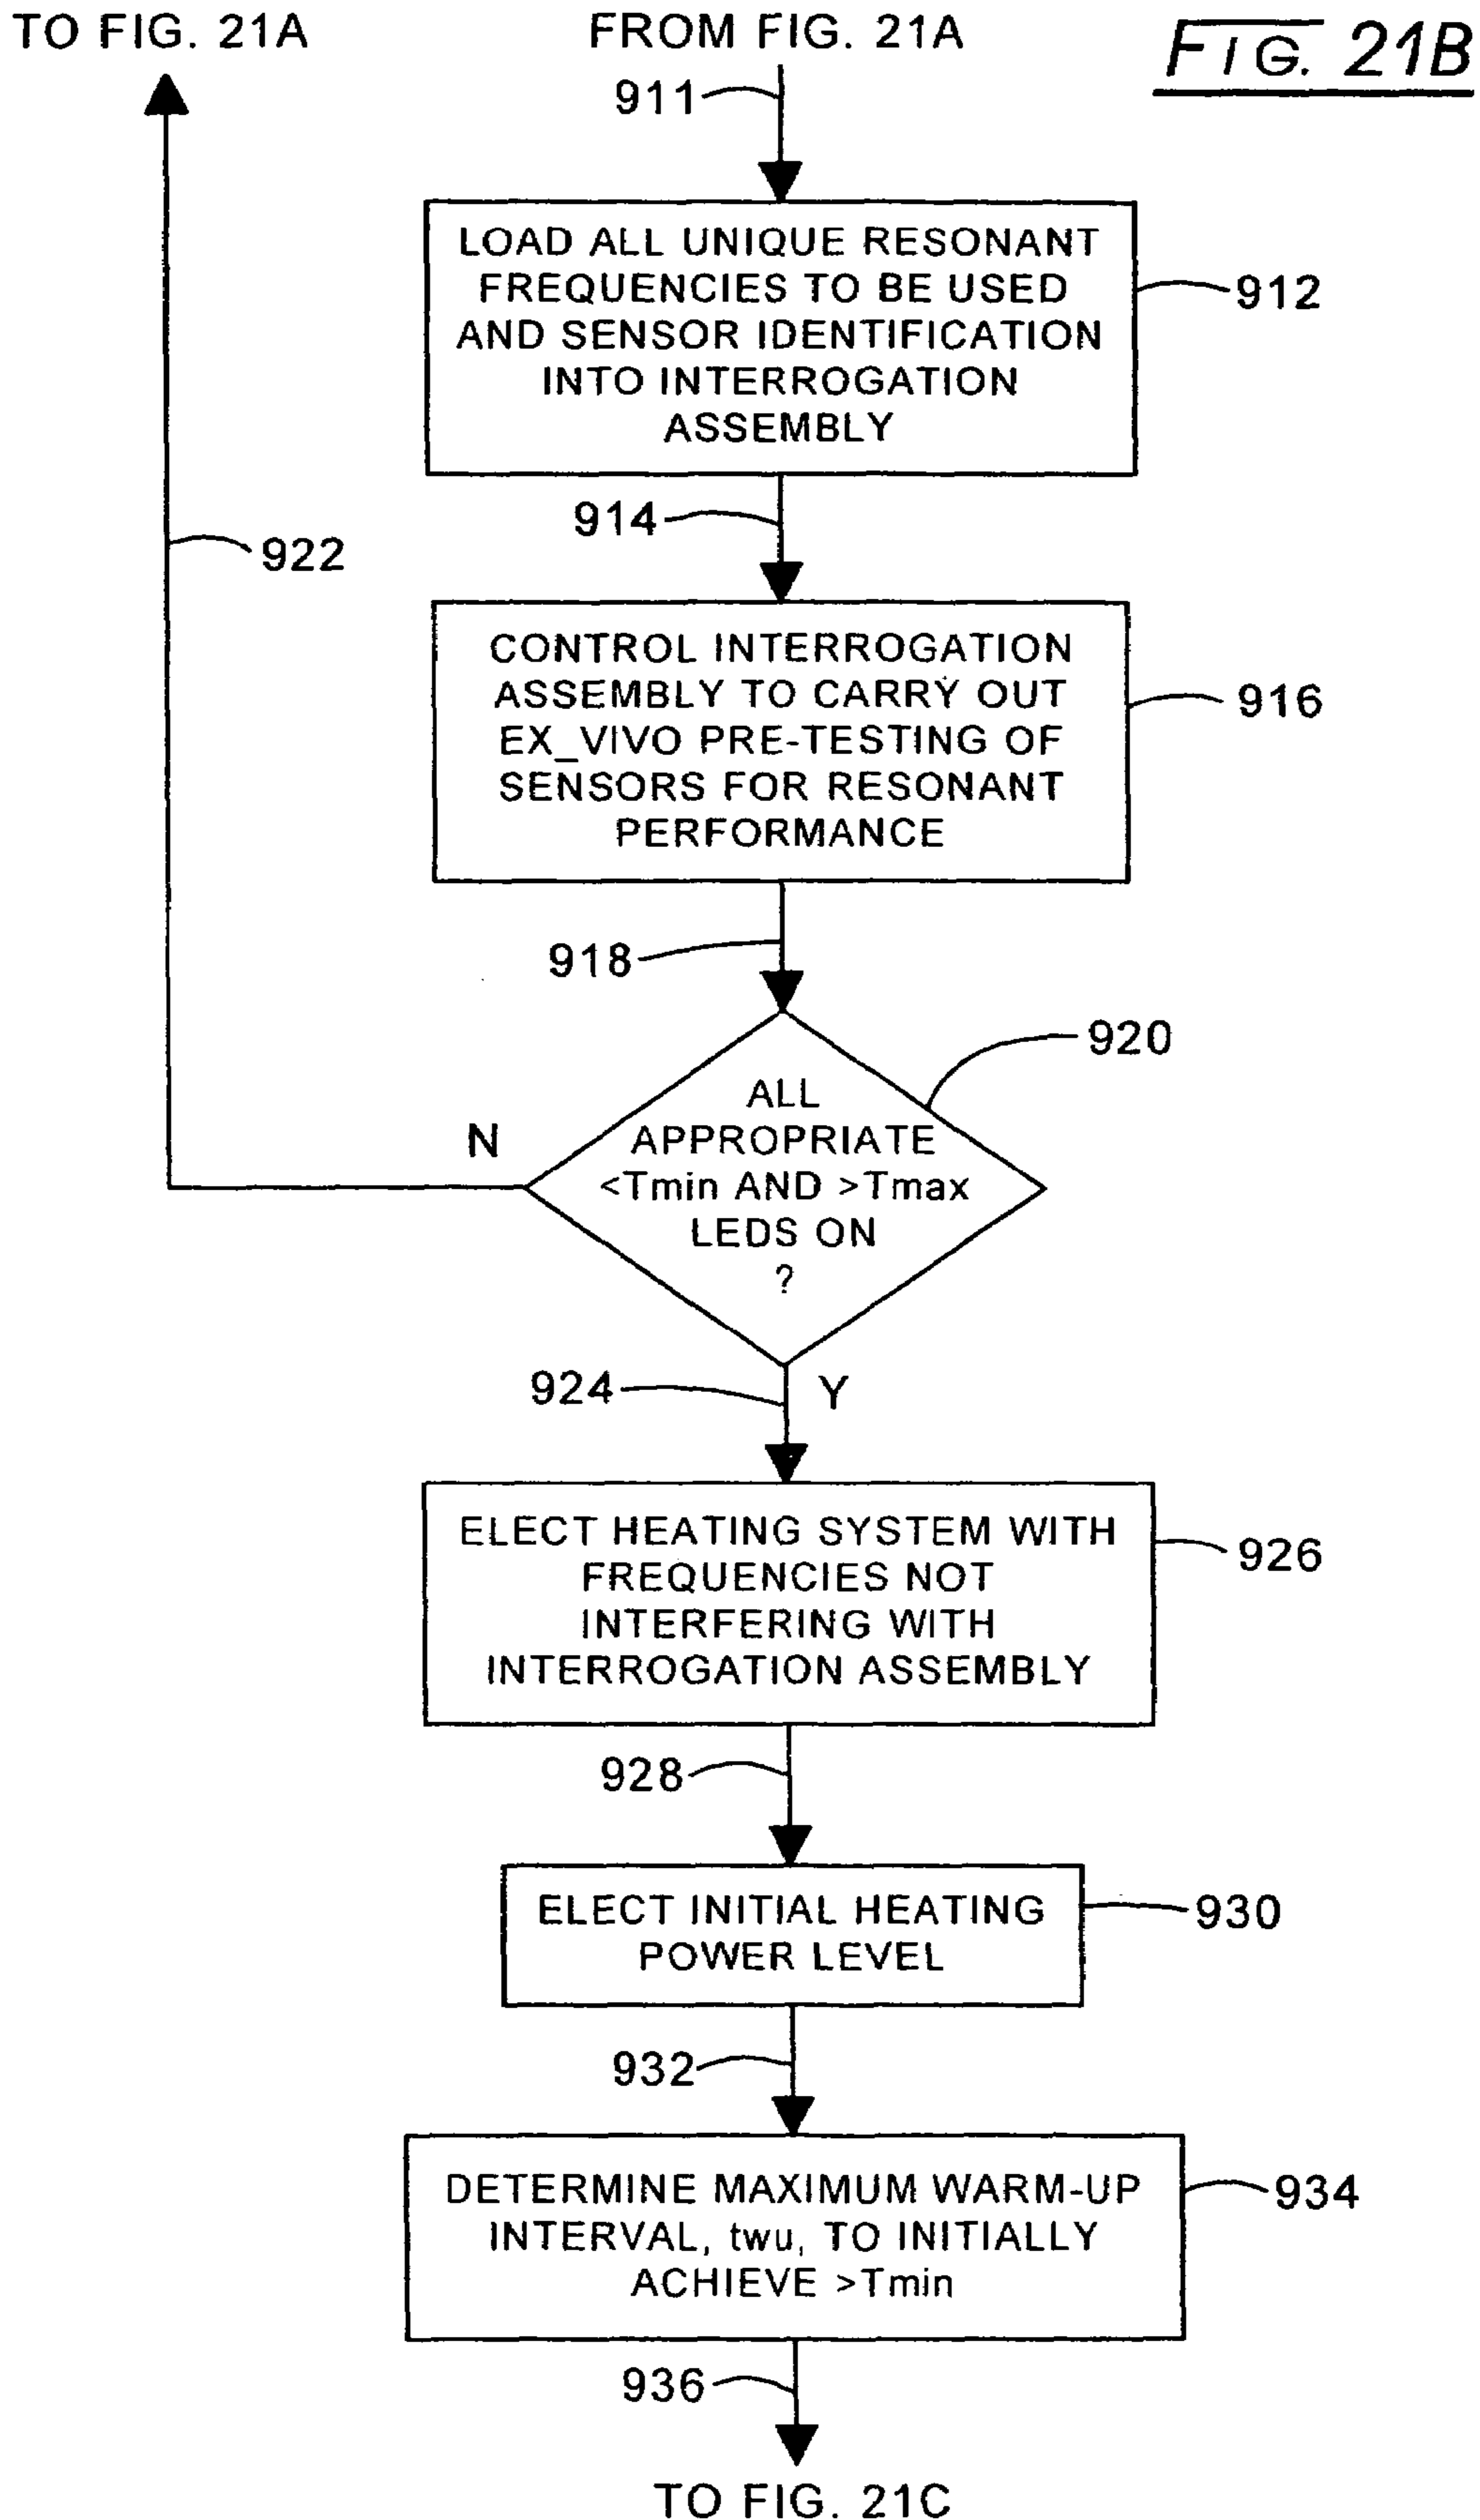 TO FIG. 21A
FROM FIG. 21A
FIG. 21B
911
LOAD ALL UNIQUE RESONANT
FREQUENCIES TO BE USED
AND SENSOR IDENTIFICATION
INTO INTERROGATION
ASSEMBLY
912
914
922
CONTROL INTERROGATION
ASSEMBLY TO CARRY OUT
EX_VIVO PRE-TESTING OF
SENSORS FOR RESONANT
PERFORMANCE
916
918
920
ALL
APPROPRIATE
<Tmin AND >Tmax
LEDS ON
?
N
924
Y
ELECT HEATING SYSTEM WITH
FREQUENCIES NOT
INTERFERING WITH
INTERROGATION ASSEMBLY
926
928
ELECT INITIAL HEATING
POWER LEVEL
930
932
DETERMINE MAXIMUM WARM-UP
INTERVAL, twu, TO INITIALLY
ACHIEVE >Tmin
934
936
TO FIG. 21C